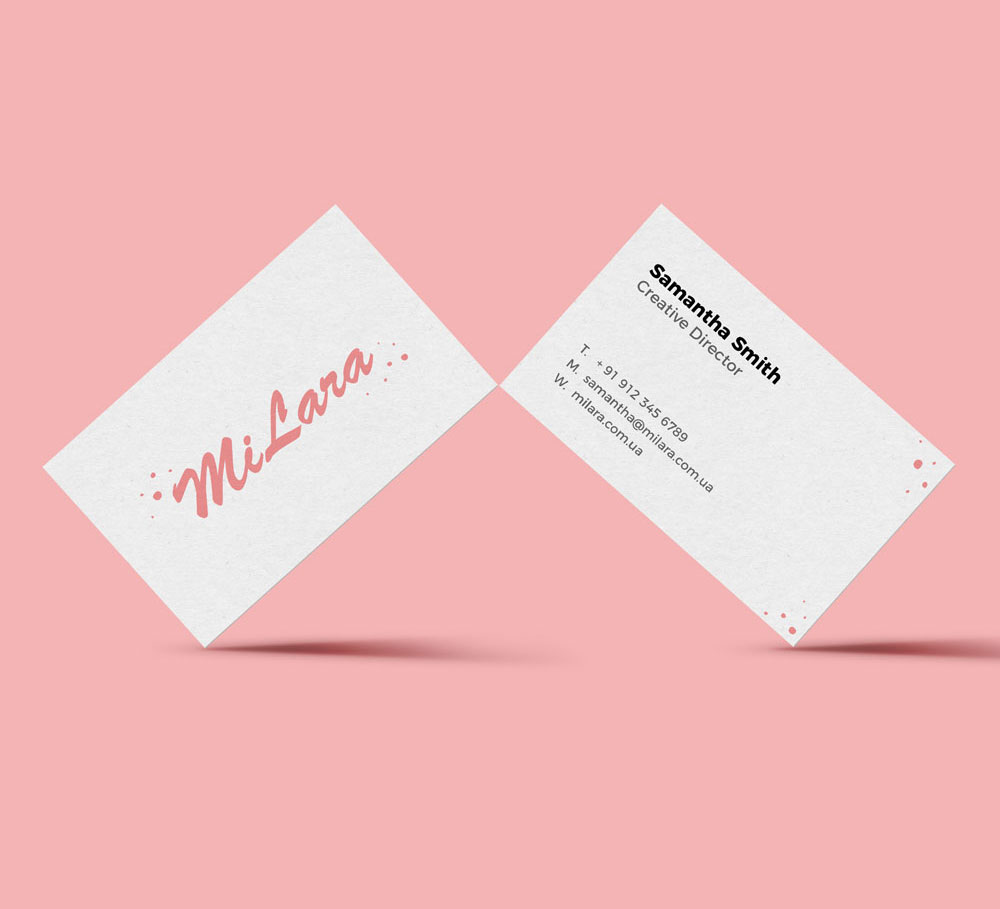 MiLara
Samantha Smith
Creative Director
T. +91 912 345 6789
M. samantha@milara.com.ua
W. milara.com.ua